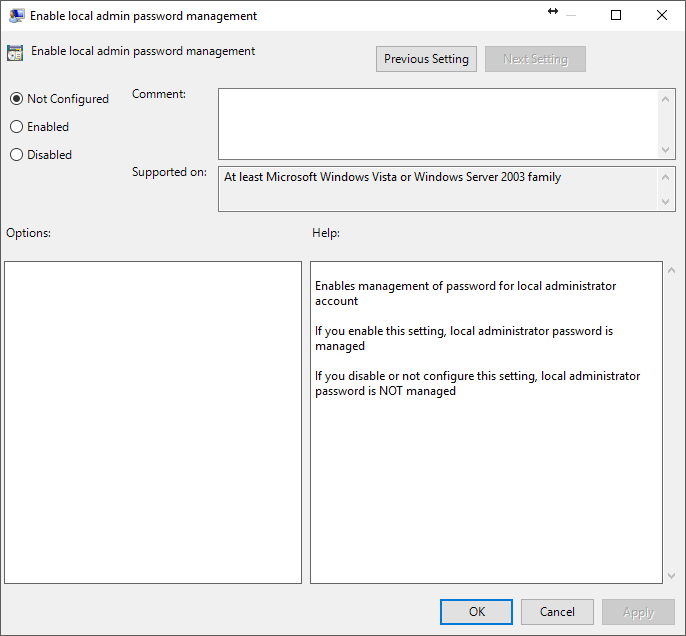 Enable local admin password management
Enable local admin password management
Previous Setting
Next Setting
Not Configured
Comment:
Enabled
Disabled
Supported on:
At least Microsoft Windows Vista or Windows Server 2003 family
Options:
Help:
Enables management of password for local administrator
account
If you enable this setting, local administrator password is
managed
If you disable or not configure this setting, local administrator
password is NOT managed
OK
Cancel
Apply